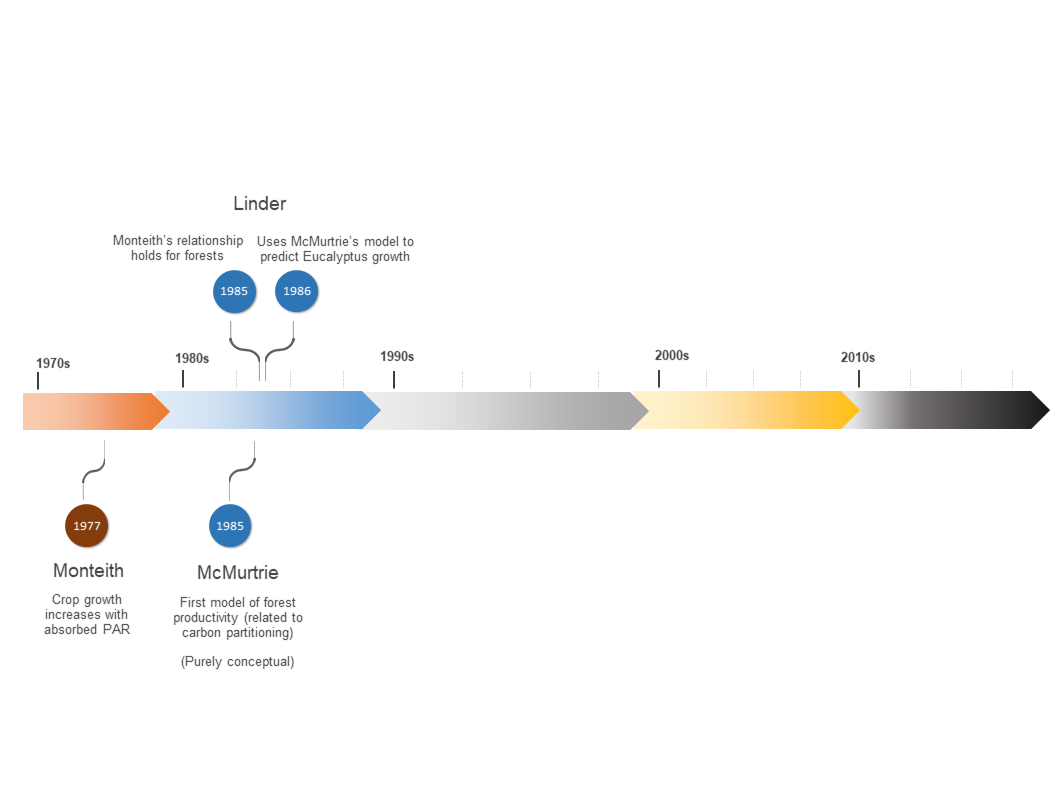 Linder
Monteith's relationship
holds for forests
Uses McMurtrie's model to
predict Eucalyptus growth
1985
1986
1970s
1980s
1990s
2000s
2010s
1977
1985
Monteith
Crop growth
increases with
absorbed PAR
McMurtrie
First model of forest
productivity (related to
carbon partitioning)
(Purely conceptual)